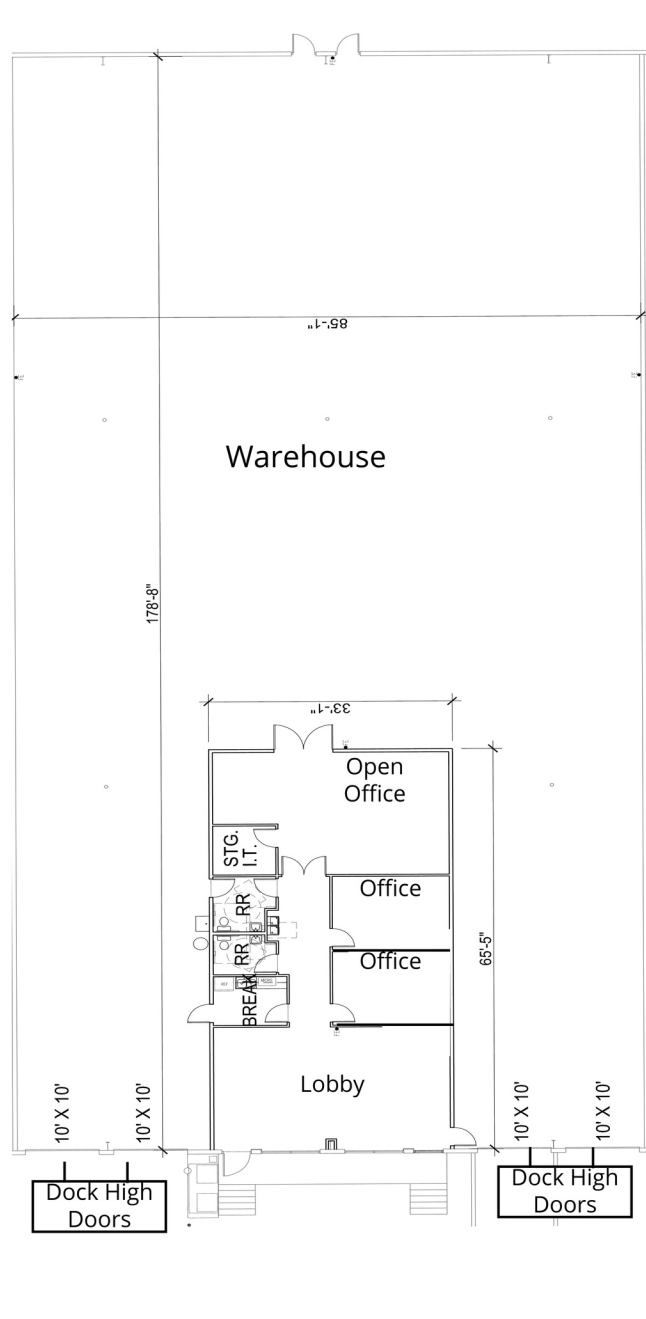 85'-1"
Warehouse
178'-8"
33'-1"
Open
Office
STG.
I.T.
Office
RR
65'-5"
RR
Office
BREAK
Lobby
10' X 10'
10' X 10'
10' X 10'
10' X 10'
Dock High
Doors
Dock High
Doors